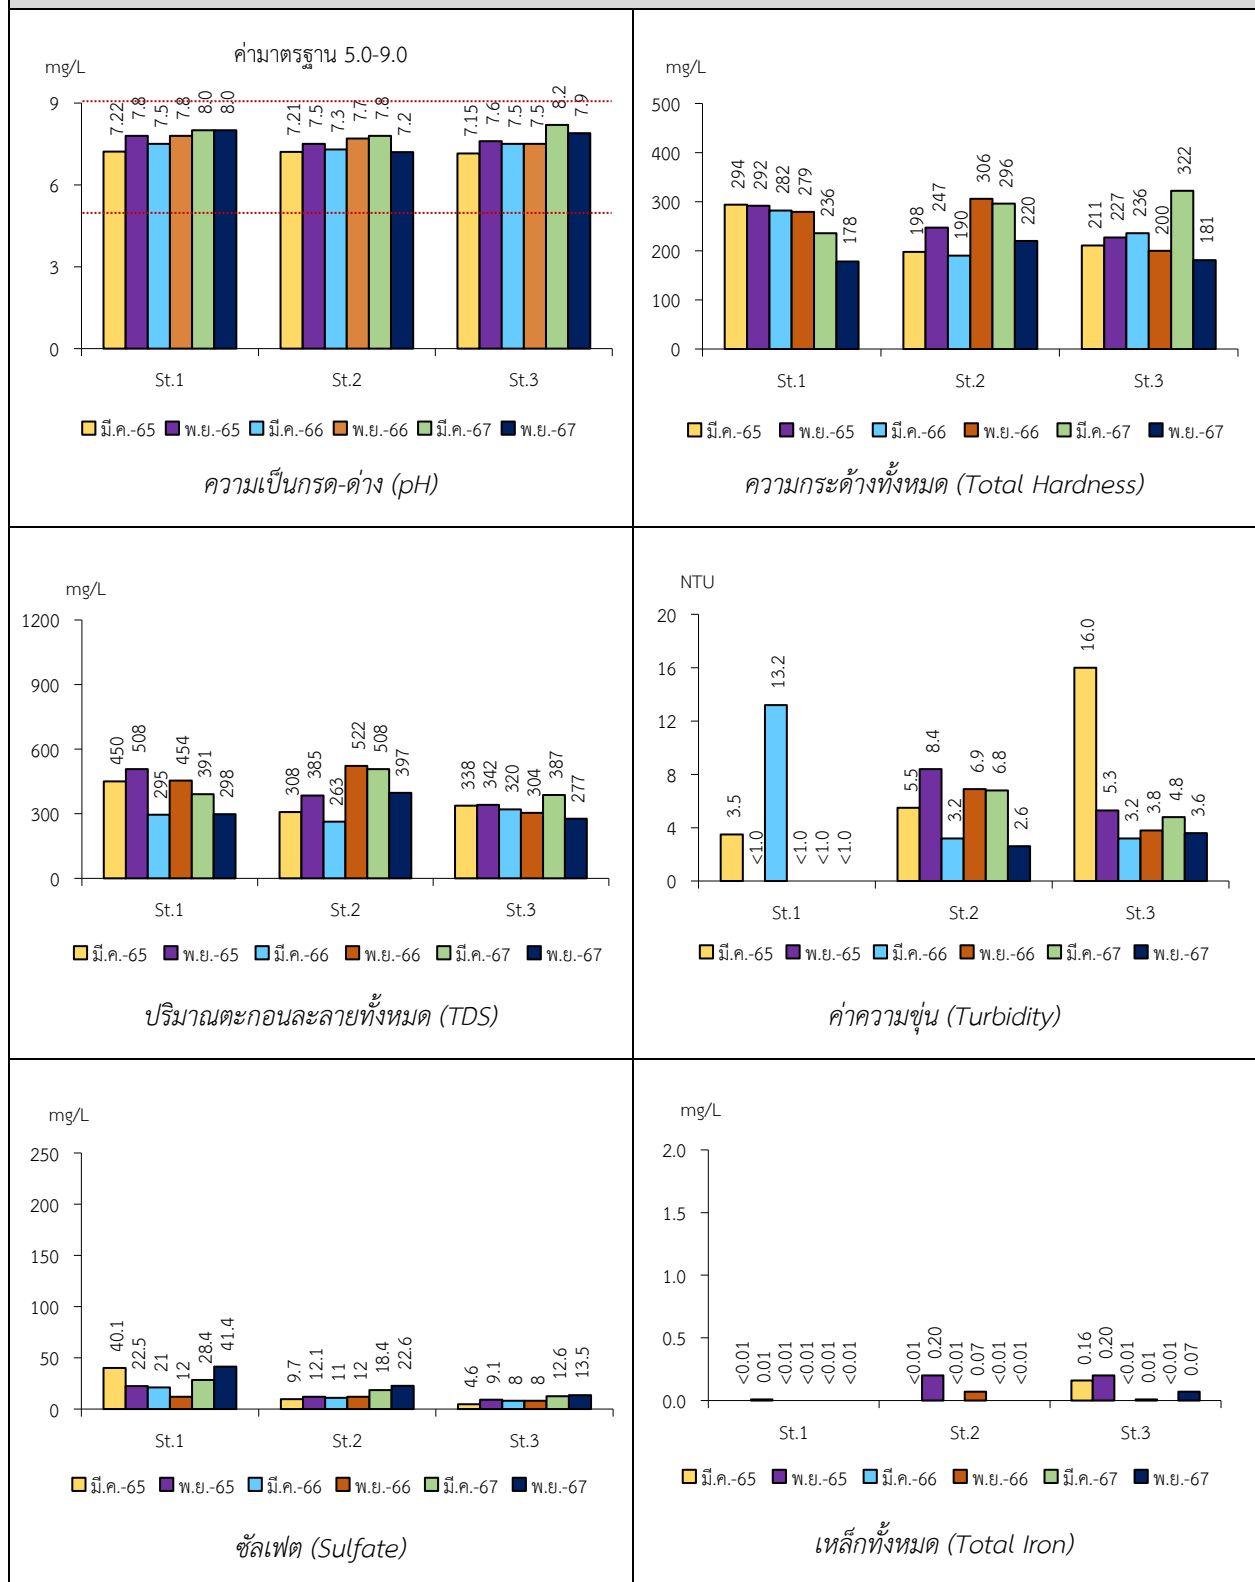 ค่ามาตรฐาน 5.0-9.0
mg/L
9
6
3
0
7.22 7.8 7.5 7.8 8.0 8.0
7.21 7.5 7.3 7.7 7.8 7.2
7.15 7.6 7.5 7.5 8.2 7.9
St.1 St.2 St.3
มี.ค.-65 พ.ย.-65 มี.ค.-66 พ.ย.-66 มี.ค.-67 พ.ย.-67
ความเป็นกรด-ด่าง (pH)
mg/L
500
400
300
200
100
0
294 292 282 279 236 178
198 247 190 306 296 220
211 227 236 200 322 181
St.1 St.2 St.3
มี.ค.-65 พ.ย.-65 มี.ค.-66 พ.ย.-66 มี.ค.-67 พ.ย.-67
ความกระด้างทั้งหมด (Total Hardness)
mg/L
1200
900
600
300
0
450 508 295 454 391 298
308 385 263 522 508 397
338 342 320 304 387 277
St.1 St.2 St.3
มี.ค.-65 พ.ย.-65 มี.ค.-66 พ.ย.-66 มี.ค.-67 พ.ย.-67
ปริมาณตะกอนละลายทั้งหมด (TDS)
NTU
20
16
12
8
4
0
3.5 <1.0 13.2 <1.0 <1.0 <1.0
5.5 8.4 3.2 6.9 6.8 2.6
16.0 5.3 3.2 3.8 4.8 3.6
St.1 St.2 St.3
มี.ค.-65 พ.ย.-65 มี.ค.-66 พ.ย.-66 มี.ค.-67 พ.ย.-67
ค่าความขุ่น (Turbidity)
mg/L
250
200
150
100
50
0
40.1 22.5 21 12 28.4 41.4
9.7 12.1 11 12 18.4 22.6
4.6 9.1 8 8 12.6 13.5
St.1 St.2 St.3
มี.ค.-65 พ.ย.-65 มี.ค.-66 พ.ย.-66 มี.ค.-67 พ.ย.-67
ซัลเฟต (Sulfate)
mg/L
2.0
1.5
1.0
0.5
0.0
<0.01 0.01 <0.01 <0.01 <0.01 <0.01
<0.01 0.20 <0.01 0.07 <0.01 <0.01
0.16 0.20 <0.01 0.01 <0.01 0.07
St.1 St.2 St.3
มี.ค.-65 พ.ย.-65 มี.ค.-66 พ.ย.-66 มี.ค.-67 พ.ย.-67
เหล็กทั้งหมด (Total Iron)